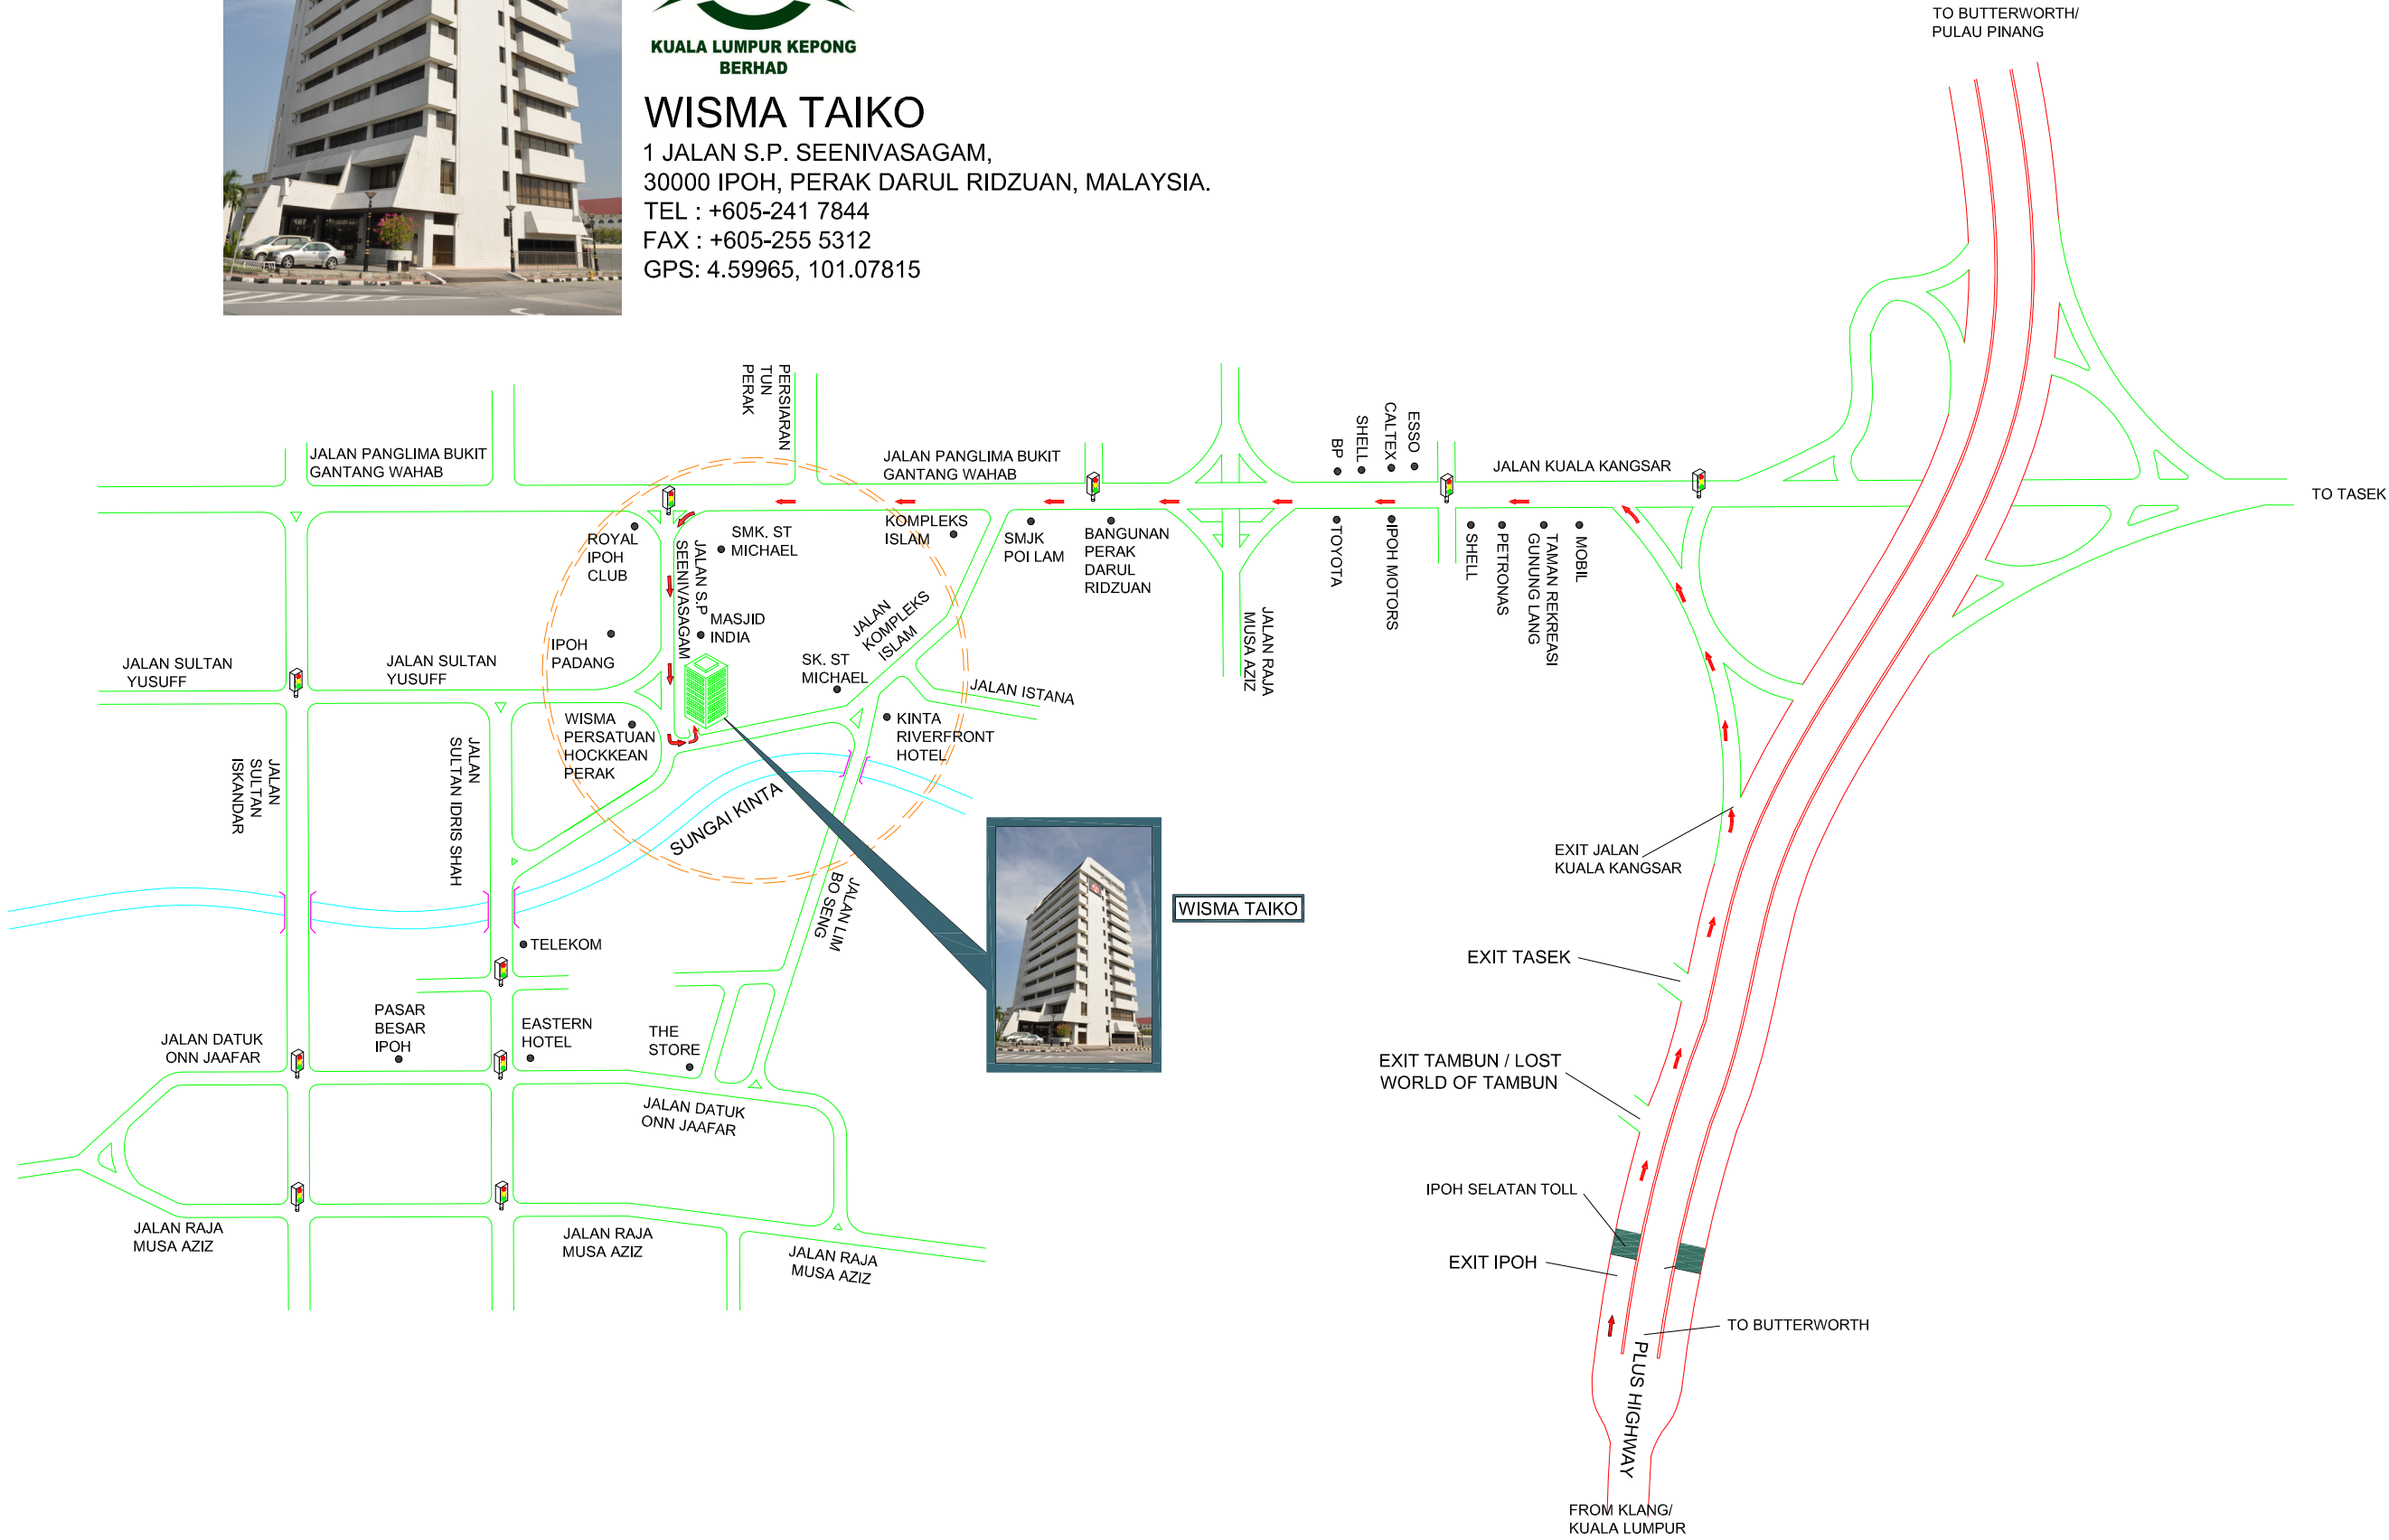 KUALA LUMPUR KEPONG
BERHAD
WISMA TAIKO
1 JALAN S.P. SEENIVASAGAM,
30000 IPOH, PERAK DARUL RIDZUAN, MALAYSIA.
TEL : +605-241 7844
FAX : +605-255 5312
GPS: 4.59965, 101.07815
TO BUTTERWORTH/
PULAU PINANG
JALAN PANGLIMA BUKIT
GANTANG WAHAB
PERSIARAN
TUN
PERAK
JALAN PANGLIMA BUKIT
GANTANG WAHAB
BP
SHELL
CALTEX
ESSO
JALAN KUALA KANGSAR
TO TASEK
ROYAL
IPOH
CLUB
JALAN S.P
SEENIVASAGAM
SMK. ST
MICHAEL
KOMPLEKS
ISLAM
SMJK
POI LAM
BANGUNAN
PERAK
DARUL
RIDZUAN
TOYOTA
IPOH MOTORS
SHELL
PETRONAS
TAMAN REKREASI
GUNUNG LANG
MOBIL
JALAN RAJA
MUSA AZIZ
MASJID
INDIA
JALAN
KOMPLEKS
ISLAM
IPOH
PADANG
JALAN SULTAN
YUSUFF
JALAN SULTAN
YUSUFF
SK. ST
MICHAEL
JALAN ISTANA
WISMA
PERSATUAN
HOCKKEAN
PERAK
KINTA
RIVERFRONT
HOTEL
JALAN
SULTAN
ISKANDAR
JALAN
SULTAN IDRIS SHAH
SUNGAI KINTA
JALAN LIM
BO SENG
EXIT JALAN
KUALA KANGSAR
WISMA TAIKO
TELEKOM
EXIT TASEK
PASAR
BESAR
IPOH
EASTERN
HOTEL
THE
STORE
JALAN DATUK
ONN JAAFAR
EXIT TAMBUN / LOST
WORLD OF TAMBUN
JALAN DATUK
ONN JAAFAR
IPOH SELATAN TOLL
JALAN RAJA
MUSA AZIZ
JALAN RAJA
MUSA AZIZ
JALAN RAJA
MUSA AZIZ
EXIT IPOH
TO BUTTERWORTH
PLUS HIGHWAY
FROM KLANG/
KUALA LUMPUR